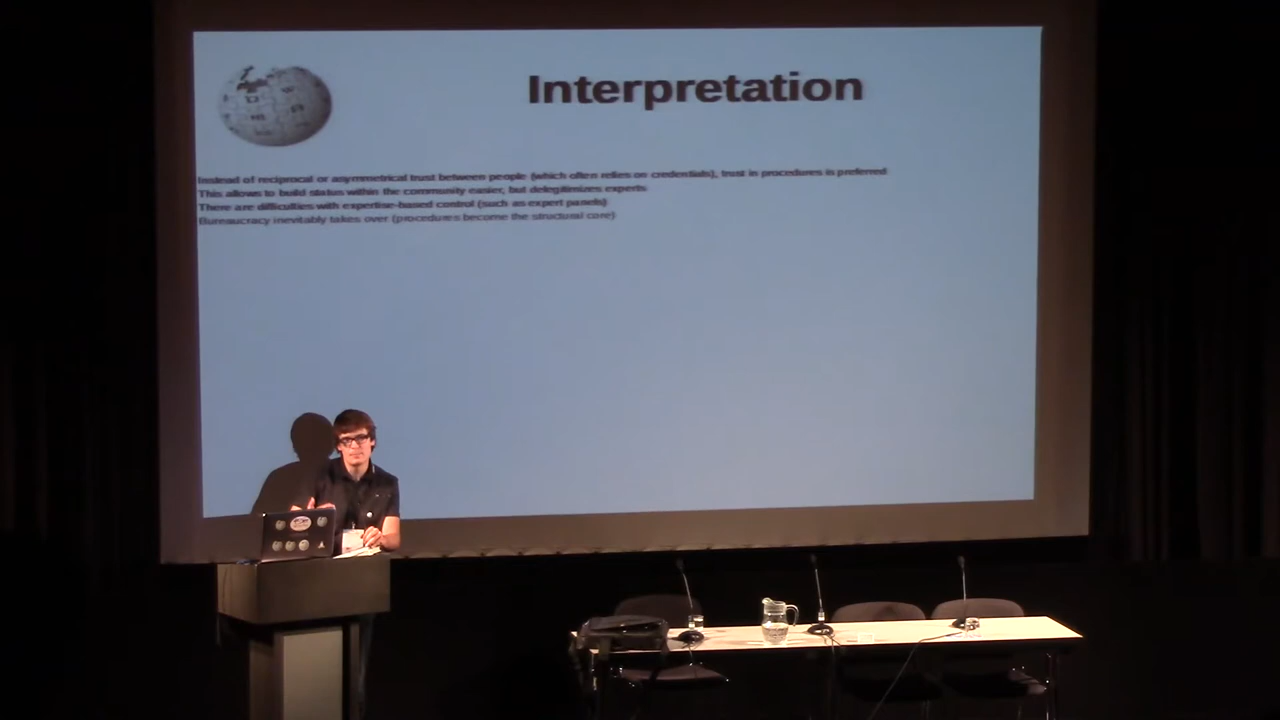 Interpretation
Instead of reciprocal or asymmetrical trust between people (which often relies on credentials), trust in procedures is preferred
This allows to build status within the community easier, but delegitimizes experts
There are difficulties with expertise-based control (such as expert panels)
Bureaucracy inevitably takes over (procedures become the structural core)